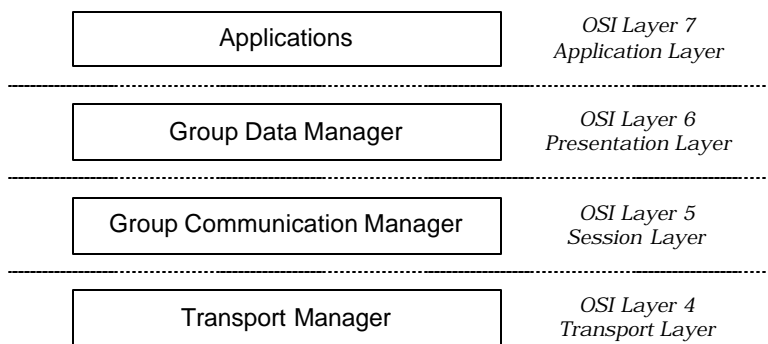 Applications
OSI Layer 7
Application Layer
Group Data Manager
OSI Layer 6
Presentation Layer
Group Communication Manager
OSI Layer 5
Session Layer
Transport Manager
OSI Layer 4
Transport Layer